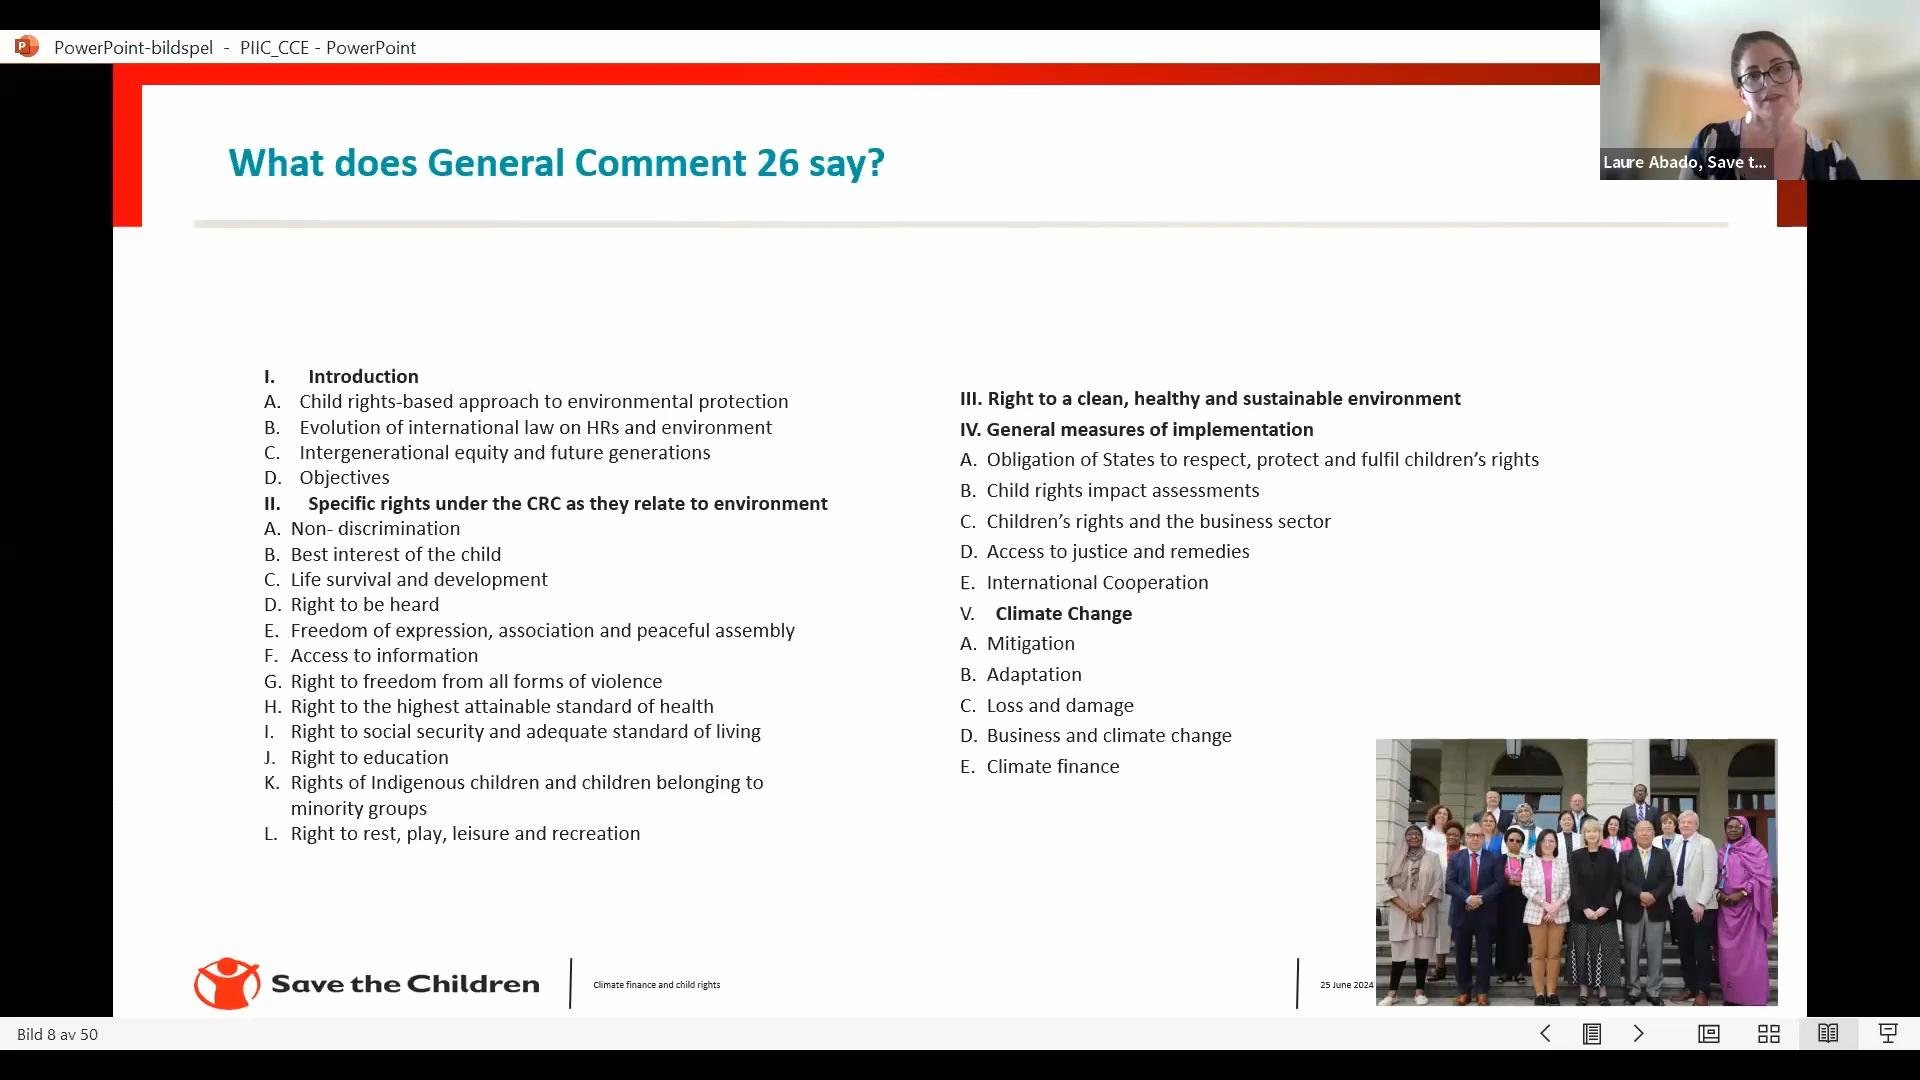 PowerPoint-bildspel - PIIC_CCE - PowerPoint
Laure Abado, Save t...
What does General Comment 26 say?
I. Introduction
A. Child rights-based approach to environmental protection
B. Evolution of international law on HRs and environment
C. Intergenerational equity and future generations
D. Objectives
II. Specific rights under the CRC as they relate to environment
A. Non- discrimination
B. Best interest of the child
C. Life survival and development
D. Right to be heard
E. Freedom of expression, association and peaceful assembly
F. Access to information
G. Right to freedom from all forms of violence
H. Right to the highest attainable standard of health
I. Right to social security and adequate standard of living
J. Right to education
K. Rights of Indigenous children and children belonging to
minority groups
L. Right to rest, play, leisure and recreation
III. Right to a clean, healthy and sustainable environment
IV. General measures of implementation
A. Obligation of States to respect, protect and fulfil children’s rights
B. Child rights impact assessments
C. Children’s rights and the business sector
D. Access to justice and remedies
E. International Cooperation
V. Climate Change
A. Mitigation
B. Adaptation
C. Loss and damage
D. Business and climate change
E. Climate finance
Save the Children
Climate finance and child rights
25 June 2024
Bild 8 av 50